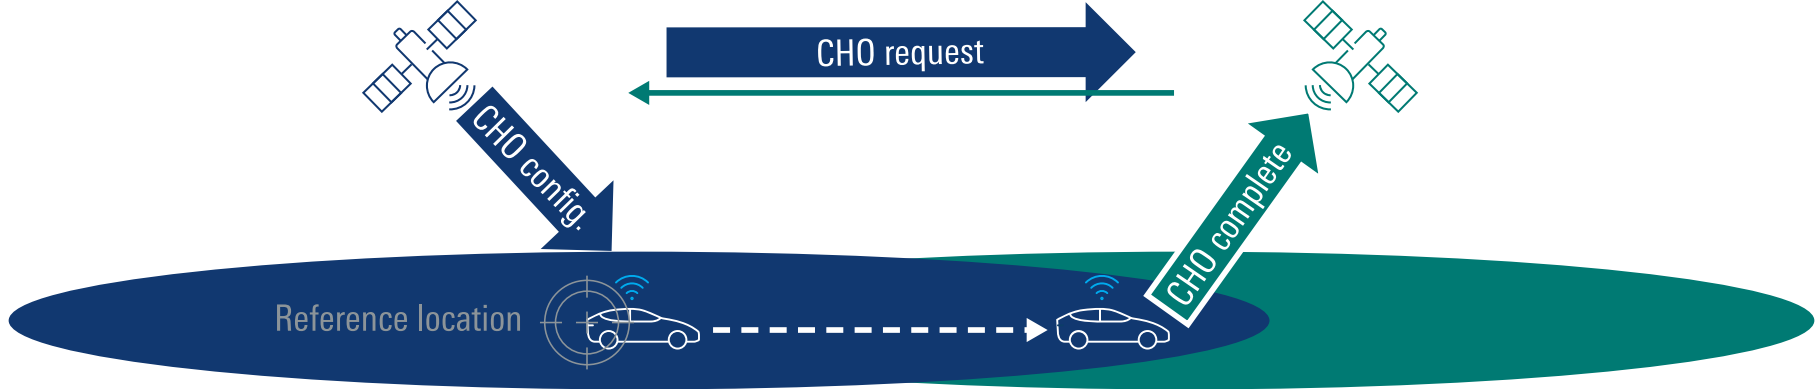 CHO request
CHO config.
CHO complete
Reference location